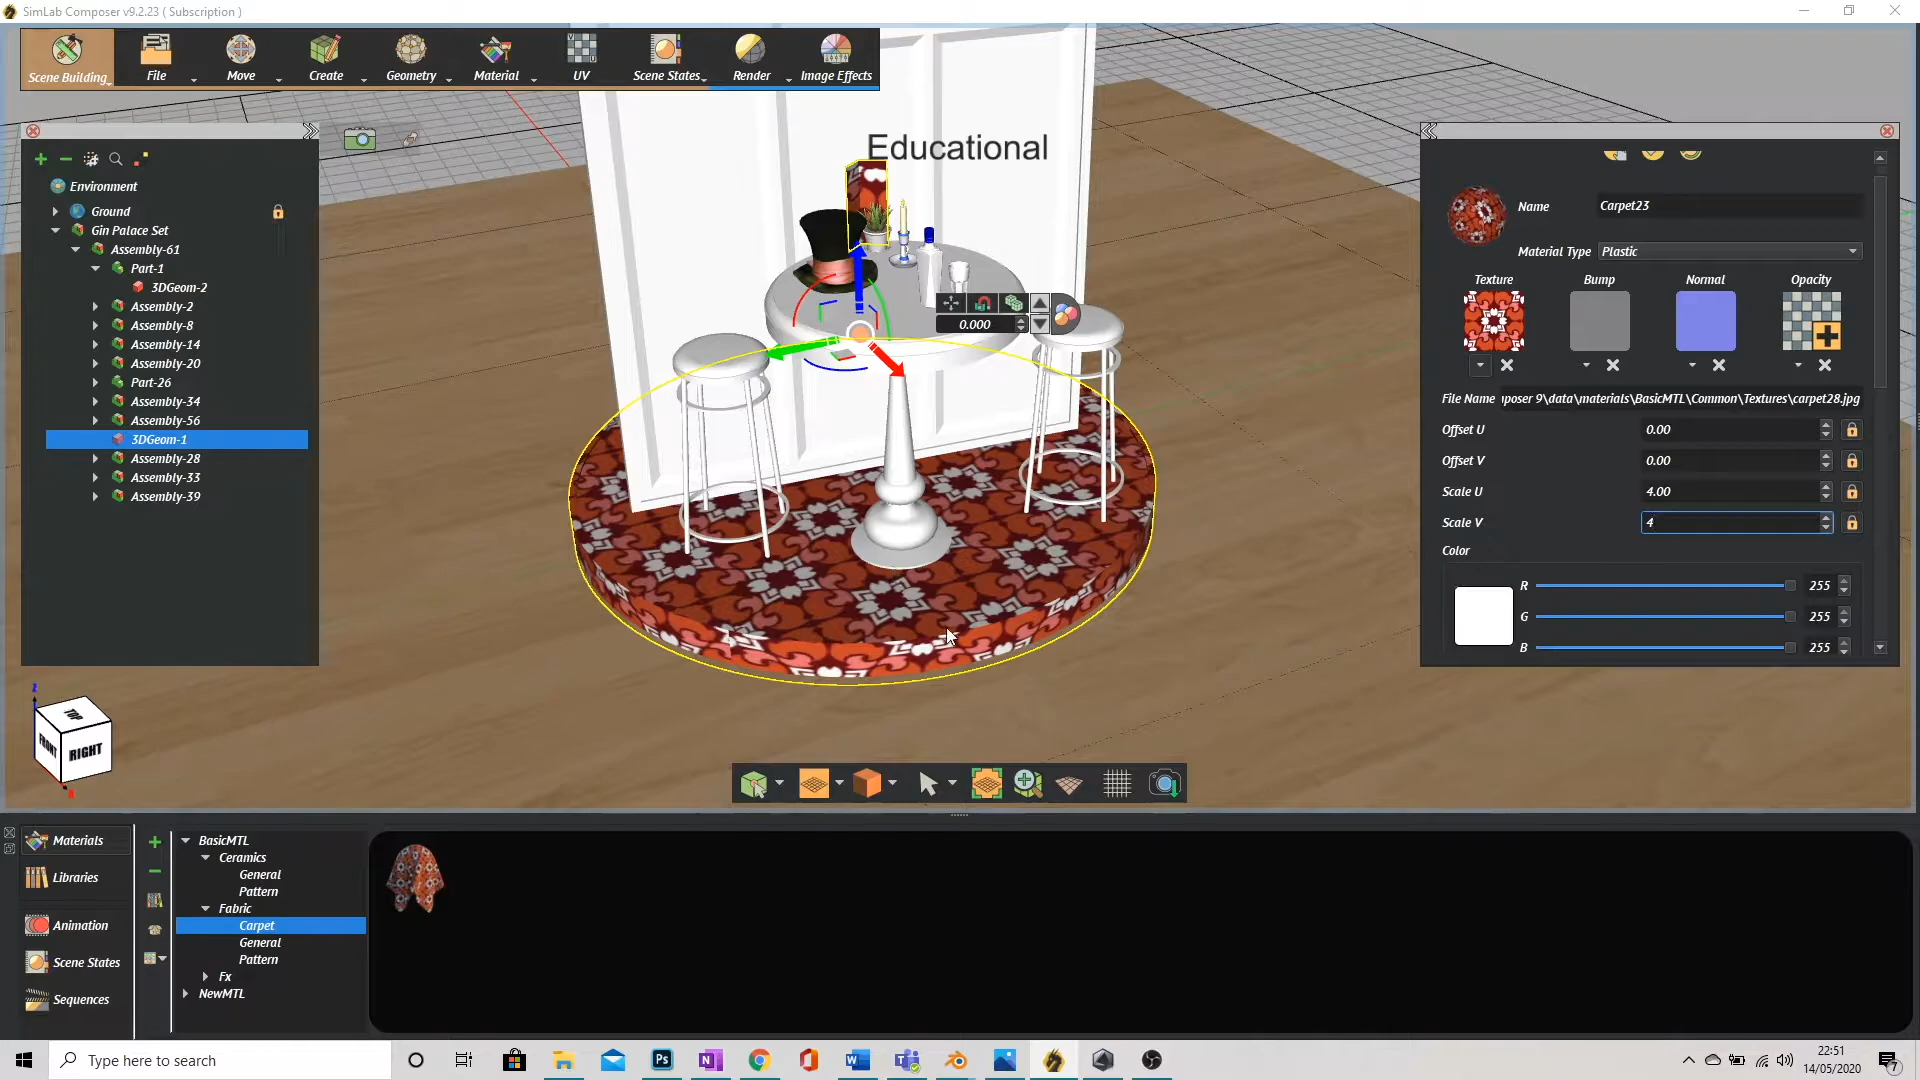 SimLab Composer v9.2.23 ( Subscription )
Scene Building
File
Move
Create
Geometry
Material
UV
Scene States
Render
Image Effects
Educational
Environment
Ground
Gin Palace Set
Assembly-61
Part-1
3DGeom-2
Assembly-2
Assembly-8
Assembly-14
Assembly-20
Part-26
Assembly-34
Assembly-56
3DGeom-1
Assembly-28
Assembly-33
Assembly-39
0.000
Name Carpet23
Material Type Plastic
Texture Bump Normal Opacity
File Name poser 9\data\materials\BasicMTL\Common\Textures\carpet28.jpg
Offset U 0.00
Offset V 0.00
Scale U 4.00
Scale V 4
Color
R 255
G 255
B 255
Z
TOP
FRONT
RIGHT
Materials
Libraries
Animation
Scene States
Sequences
BasicMTL
Ceramics
General
Pattern
Fabric
Carpet
General
Pattern
Fx
NewMTL
Type here to search
22:51
14/05/2020
7